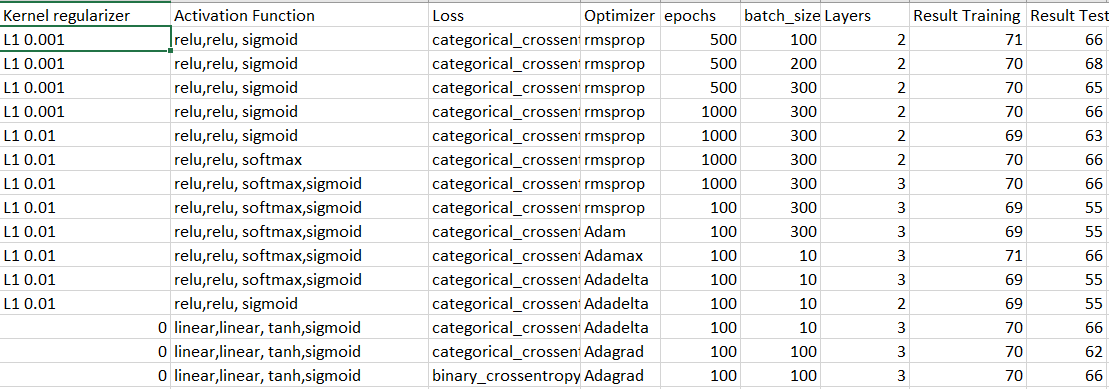 Kernel regularizer Activation Function Loss Optimizer epochs batch_size Layers Result Training Result Test
L1 0.001 relu,relu, sigmoid categorical_crossen rmsprop 500 100 2 71 66
L1 0.001 relu,relu, sigmoid categorical_crossen rmsprop 500 200 2 70 68
L1 0.001 relu,relu, sigmoid categorical_crossen rmsprop 500 300 2 70 65
L1 0.001 relu,relu, sigmoid categorical_crossen rmsprop 1000 300 2 70 66
L1 0.01 relu,relu, sigmoid categorical_crossen rmsprop 1000 300 2 69 63
L1 0.01 relu,relu, softmax categorical_crossen rmsprop 1000 300 2 70 66
L1 0.01 relu,relu, softmax,sigmoid categorical_crossen rmsprop 1000 300 3 70 66
L1 0.01 relu,relu, softmax,sigmoid categorical_crossen rmsprop 100 300 3 69 55
L1 0.01 relu,relu, softmax,sigmoid categorical_crossen Adam 100 300 3 69 55
L1 0.01 relu,relu, softmax,sigmoid categorical_crossen Adamax 100 10 3 71 66
L1 0.01 relu,relu, softmax,sigmoid categorical_crossen Adadelta 100 10 3 69 55
L1 0.01 relu,relu, sigmoid categorical_crossen Adadelta 100 10 2 69 55
0 linear,linear, tanh,sigmoid categorical_crossen Adadelta 100 10 3 70 66
0 linear,linear, tanh,sigmoid categorical_crossen Adagrad 100 100 3 70 62
0 linear,linear, tanh,sigmoid binary_crossentropy Adagrad 100 100 3 70 66